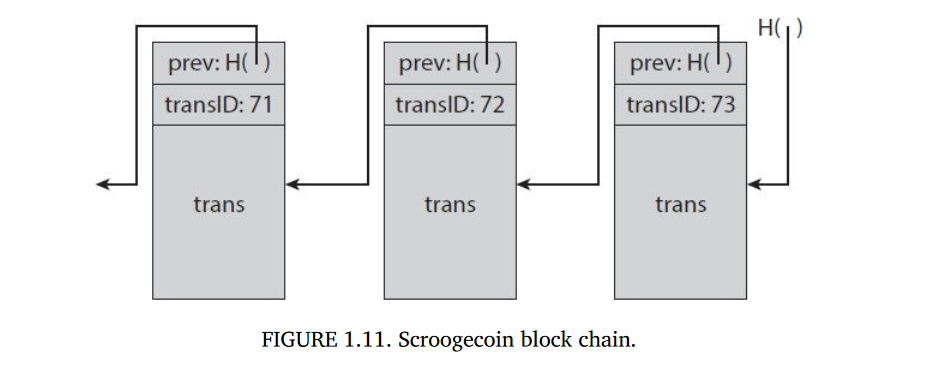 H( )
prev: H( ) prev: H( ) prev: H( )
transID: 71 transID: 72 transID: 73
trans trans trans
FIGURE 1.11. Scroogecoin block chain.